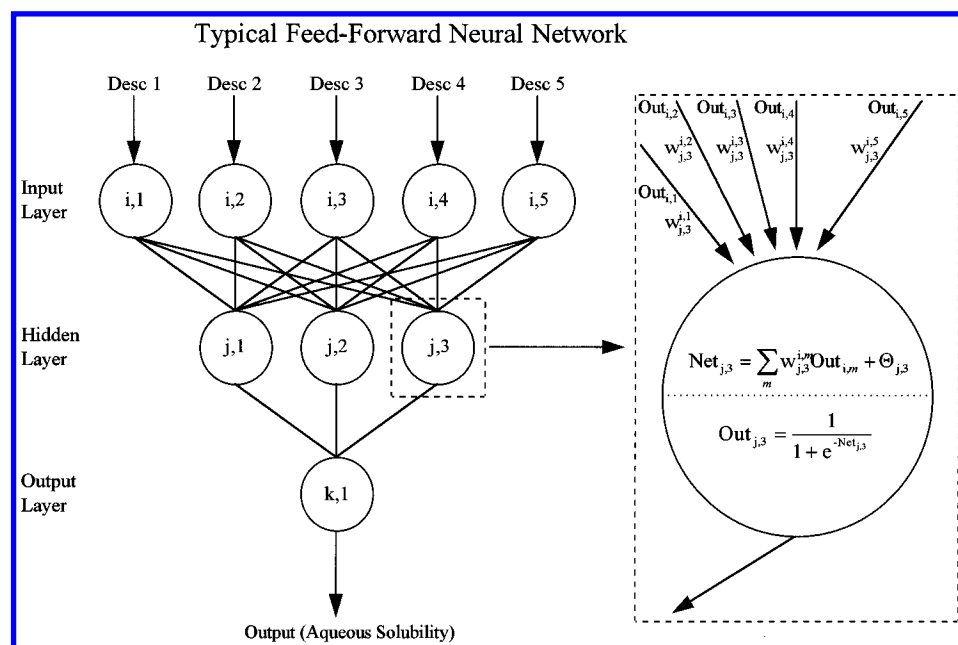 Typical Feed-Forward Neural Network
Desc 1 Desc 2 Desc 3 Desc 4 Desc 5
Input
Layer
i,1 i,2 i,3 i,4 i,5
Hidden
Layer
j,1 j,2 j,3
Output
Layer
k,1
Output (Aqueous Solubility)
Out_{i,2} Out_{i,3} Out_{i,4} Out_{i,5}
w_{j,3}^{i,2} w_{j,3}^{i,3} w_{j,3}^{i,4} w_{j,3}^{i,5}
Out_{i,1}
w_{j,3}^{i,1}
Net_{j,3} = \sum_{m} w_{j,3}^{i,m} Out_{i,m} + Θ_{j,3}
Out_{j,3} = \frac{1}{1 + e^{-Net_{j,3}}}